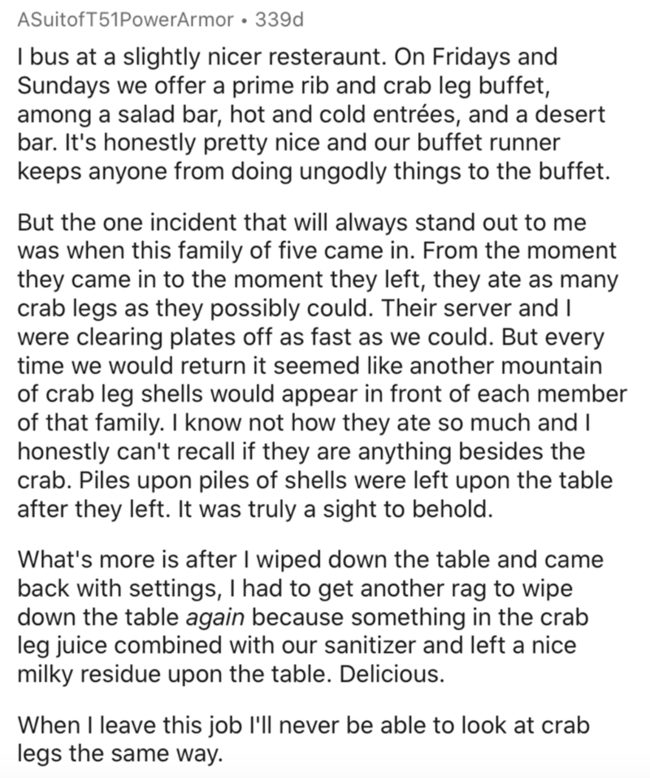 ASuitofT51PowerArmor • 339d
I bus at a slightly nicer resteraunt. On Fridays and
Sundays we offer a prime rib and crab leg buffet,
among a salad bar, hot and cold entrées, and a desert
bar. It's honestly pretty nice and our buffet runner
keeps anyone from doing ungodly things to the buffet.
But the one incident that will always stand out to me
was when this family of five came in. From the moment
they came in to the moment they left, they ate as many
crab legs as they possibly could. Their server and I
were clearing plates off as fast as we could. But every
time we would return it seemed like another mountain
of crab leg shells would appear in front of each member
of that family. I know not how they ate so much and I
honestly can't recall if they are anything besides the
crab. Piles upon piles of shells were left upon the table
after they left. It was truly a sight to behold.
What's more is after I wiped down the table and came
back with settings, I had to get another rag to wipe
down the table again because something in the crab
leg juice combined with our sanitizer and left a nice
milky residue upon the table. Delicious.
When I leave this job I'll never be able to look at crab
legs the same way.